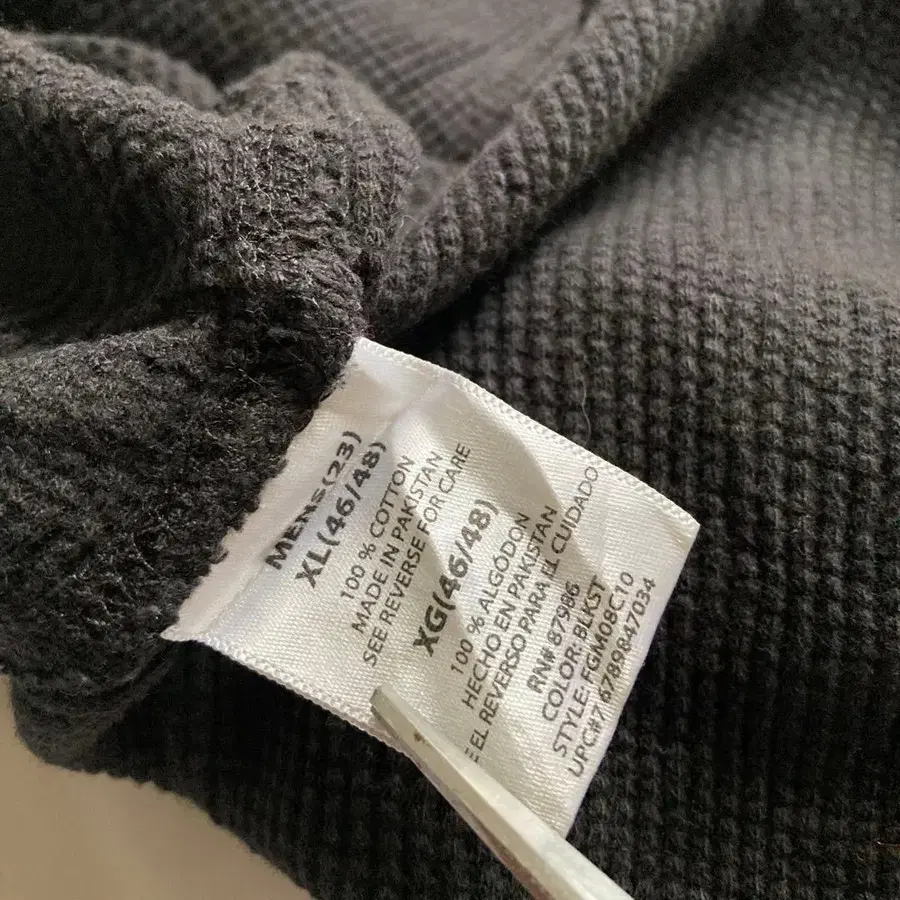 MENS(23)
XL(46/48)
100 % COTTON
MADE IN PAKISTAN
SEE REVERSE FOR CARE
XG(46/48)
100 % ALGODON
HECHO EN PAKISTAN
EL REVERSO PARA EL CUIDADO
RN# 87986
COLOR: BLKST
STYLE: FGM08C10
UPC#7 6789847034